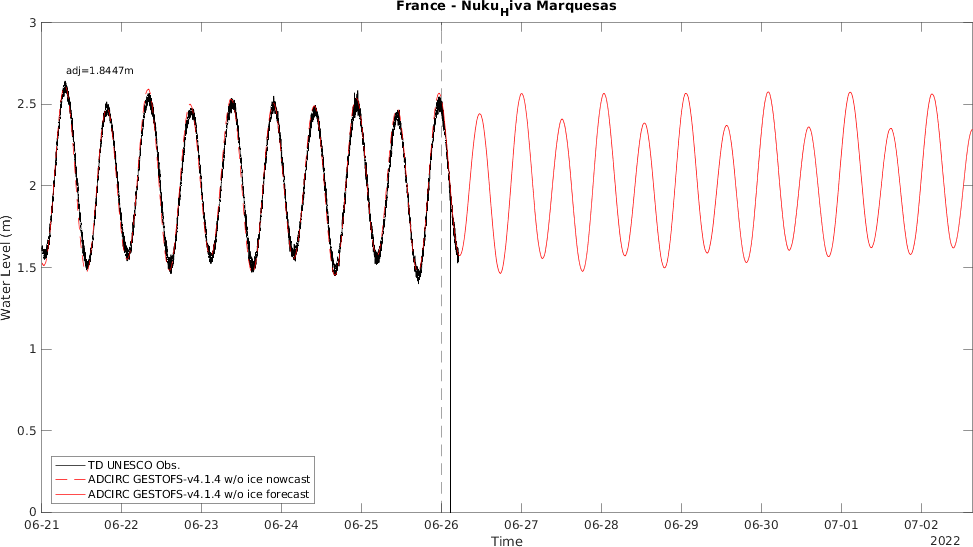 France - Nuku_Hiva Marquesas
adj=1.8447m
3
2.5
2
1.5
1
0.5
0
Water Level (m)
TD UNESCO Obs.
ADCIRC GESTOFS-v4.1.4 w/o ice nowcast
ADCIRC GESTOFS-v4.1.4 w/o ice forecast
06-21 06-22 06-23 06-24 06-25 06-26 06-27 06-28 06-29 06-30 07-01 07-02
Time
2022